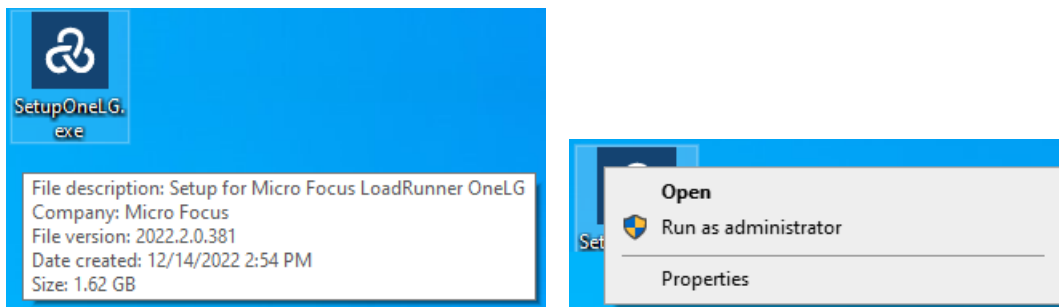 SetupOneLG.
exe
File description: Setup for Micro Focus LoadRunner OneLG
Company: Micro Focus
File version: 2022.2.0.381
Date created: 12/14/2022 2:54 PM
Size: 1.62 GB
Open
Set
Run as administrator
Properties